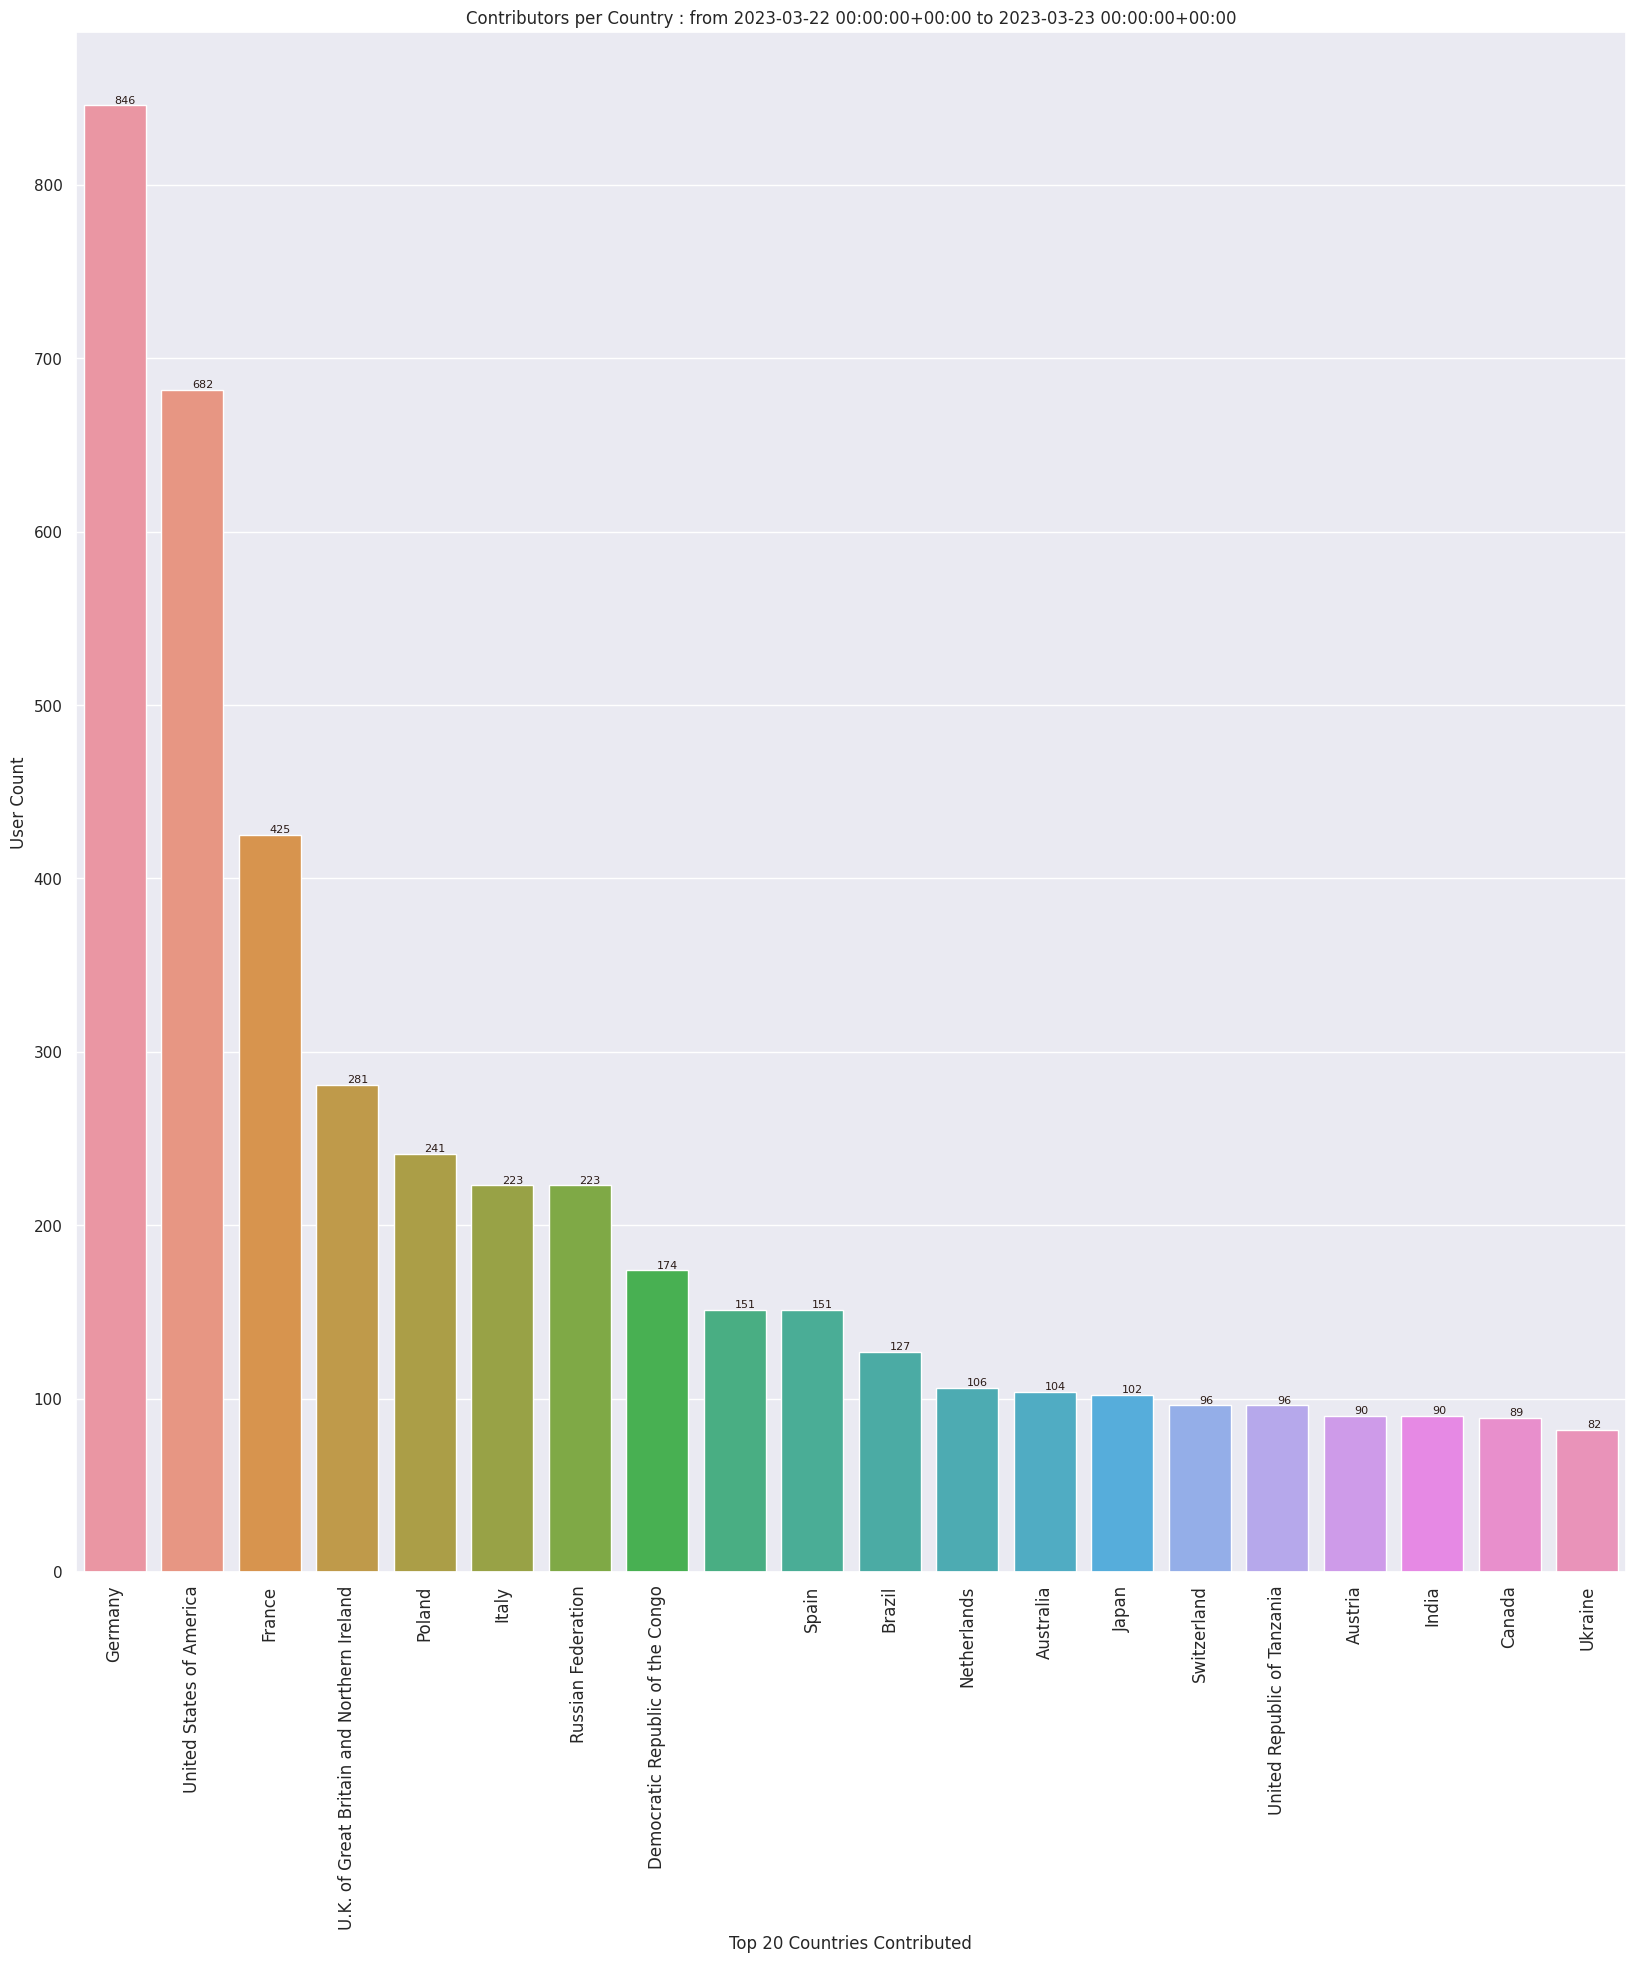 Contributors per Country : from 2023-03-22 00:00:00+00:00 to 2023-03-23 00:00:00+00:00
User Count
800
700
600
500
400
300
200
100
0
846
682
425
281
241
223
223
174
151
151
127
106
104
102
96
96
90
90
89
82
Germany
United States of America
France
U.K. of Great Britain and Northern Ireland
Poland
Italy
Russian Federation
Democratic Republic of the Congo
Spain
Brazil
Netherlands
Australia
Japan
Switzerland
United Republic of Tanzania
Austria
India
Canada
Ukraine
Top 20 Countries Contributed